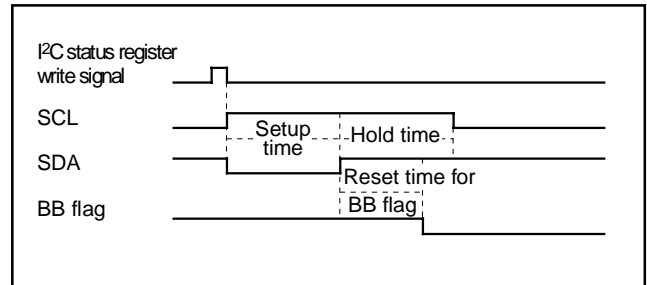 I²C status register
write signal
SCL
Setup
time
Hold time
SDA
Reset time for
BB flag
BB flag